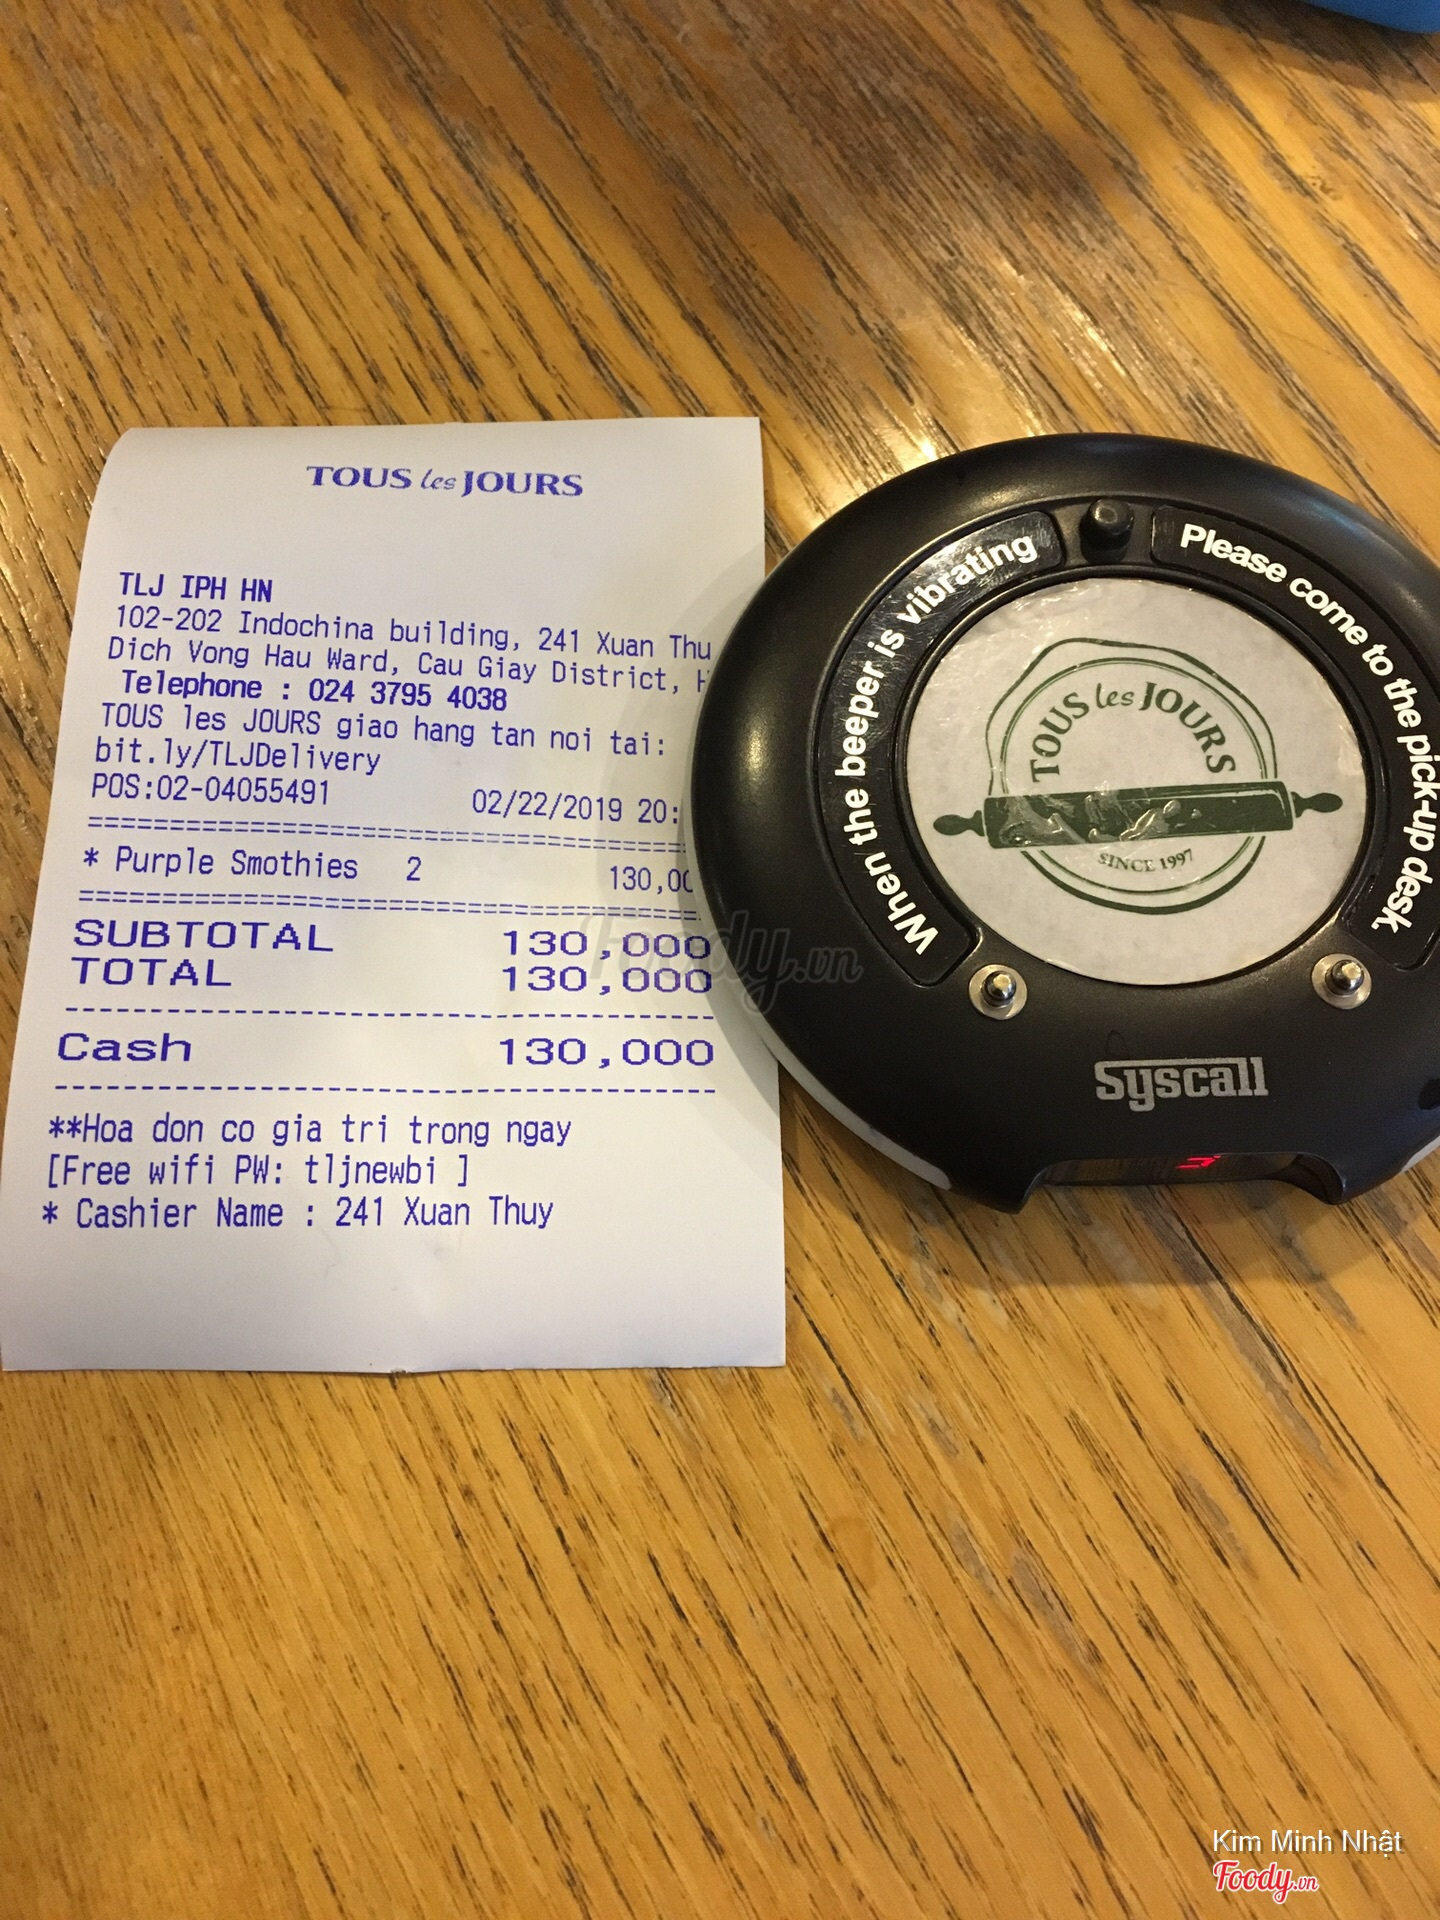 TOUS les JOURS
TLJ IPH HN
102-202 Indochina building, 241 Xuan Thu
Dich Vong Hau Ward, Cau Giay District,
Telephone : 024 3795 4038
TOUS les JOURS giao hang tan noi tai:
bit.ly/TLJDelivery
POS:02-04055491 02/22/2019 20:
* Purple Smothies 2 130,00
SUBTOTAL 130,000
TOTAL 130,000
Cash 130,000
**Hoa don co gia tri trong ngay
[Free wifi PW: tljnewbi ]
* Cashier Name : 241 Xuan Thuy
When the beeper is vibrating
Please come to the pick-up desk
TOUS les JOURS
SINCE 1997
Syscall
Foody.vn
Kim Minh Nhật
Foody.vn